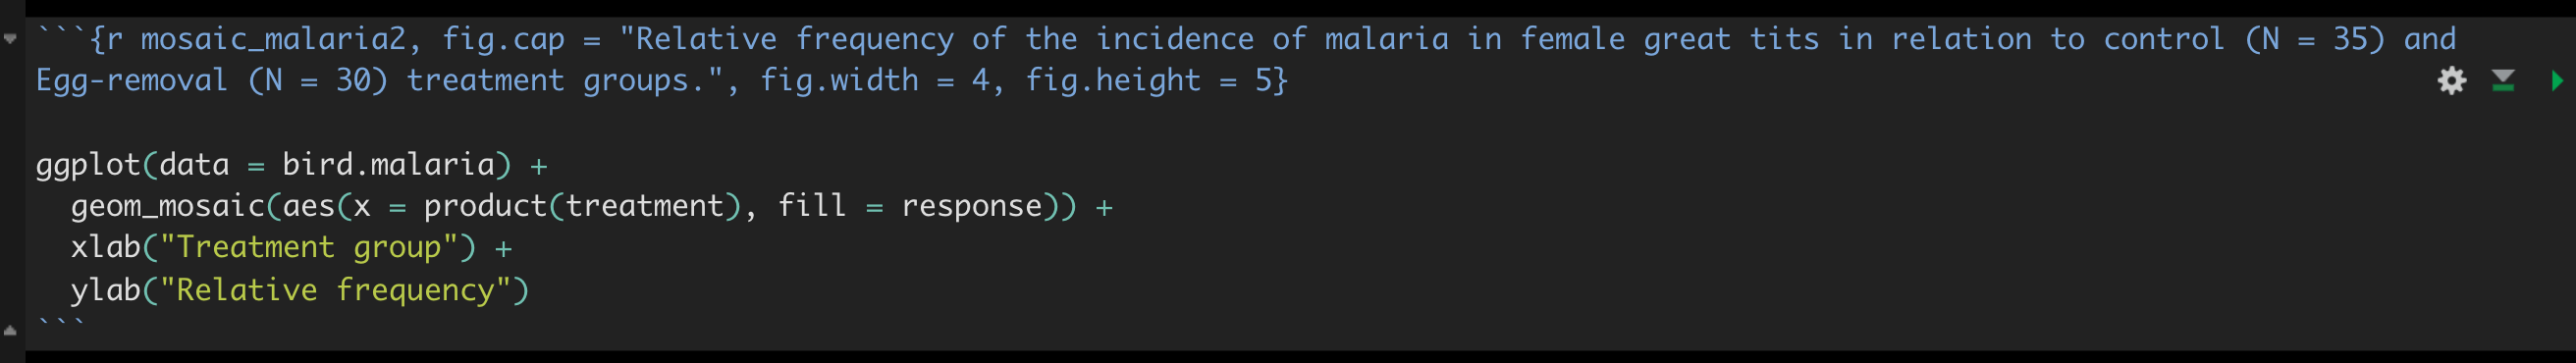 ```{r mosaic_malaria2, fig.cap = "Relative frequency of the incidence of malaria in female great tits in relation to control (N = 35) and
Egg-removal (N = 30) treatment groups.", fig.width = 4, fig.height = 5}
ggplot(data = bird.malaria) +
  geom_mosaic(aes(x = product(treatment), fill = response)) +
  xlab("Treatment group") +
  ylab("Relative frequency")
```